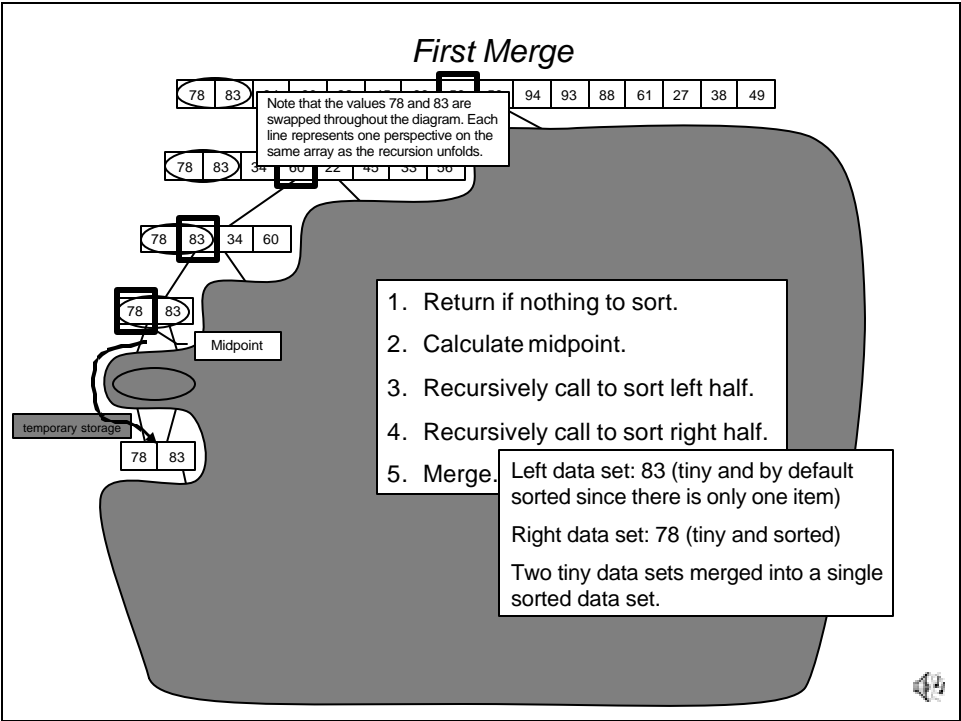 First Merge
78 83 94 93 88 61 27 38 49
Note that the values 78 and 83 are
swapped throughout the diagram. Each
line represents one perspective on the
same array as the recursion unfolds.
78 83 34 60 22 45 33 56
78 83 34 60
78 83
Midpoint
temporary storage
78 83
1. Return if nothing to sort.
2. Calculate midpoint.
3. Recursively call to sort left half.
4. Recursively call to sort right half.
5. Merge.
Left data set: 83 (tiny and by default
sorted since there is only one item)
Right data set: 78 (tiny and sorted)
Two tiny data sets merged into a single
sorted data set.